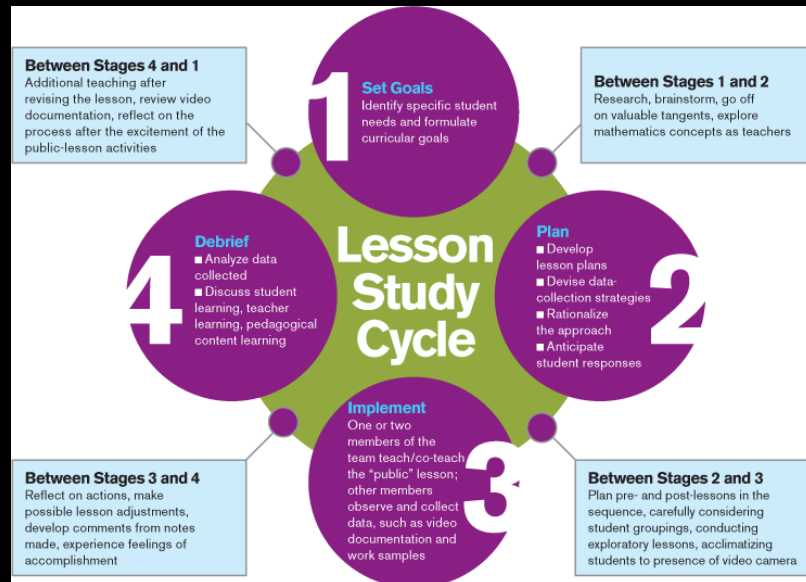 Between Stages 4 and 1
Additional teaching after
revising the lesson, review video
documentation, reflect on the
process after the excitement of the
public-lesson activities
1
Set Goals
Identify specific student
needs and formulate
curricular goals
Between Stages 1 and 2
Research, brainstorm, go off
on valuable tangents, explore
mathematics concepts as teachers
4
Debrief
■ Analyze data
collected
■ Discuss student
learning, teacher
learning, pedagogical
content learning
Lesson
Study
Cycle
Plan
■ Develop
lesson plans
■ Devise data-
collection strategies
■ Rationalize
the approach
■ Anticipate
student responses
2
Between Stages 3 and 4
Reflect on actions, make
possible lesson adjustments,
develop comments from notes
made, experience feelings of
accomplishment
Implement
One or two
members of the
team teach/co-teach
the “public” lesson;
other members
observe and collect
data, such as video
documentation and
work samples
3
Between Stages 2 and 3
Plan pre- and post-lessons in the
sequence, carefully considering
student groupings, conducting
exploratory lessons, acclimatizing
students to presence of video camera